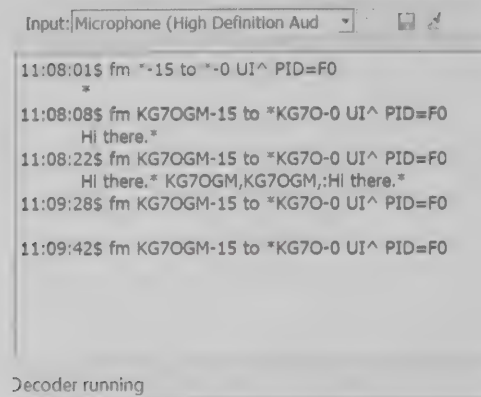 Input: Microphone (High Definition Aud
11:08:01$ fm *-15 to *-0 UI^ PID=F0
*
11:08:08$ fm KG7OGM-15 to *KG7O-0 UI^ PID=F0
Hi there.*
11:08:22$ fm KG7OGM-15 to *KG7O-0 UI^ PID=F0
Hi there.* KG7OGM,KG7OGM,:Hi there.*
11:09:28$ fm KG7OGM-15 to *KG7O-0 UI^ PID=F0
11:09:42$ fm KG7OGM-15 to *KG7O-0 UI^ PID=F0
Decoder running